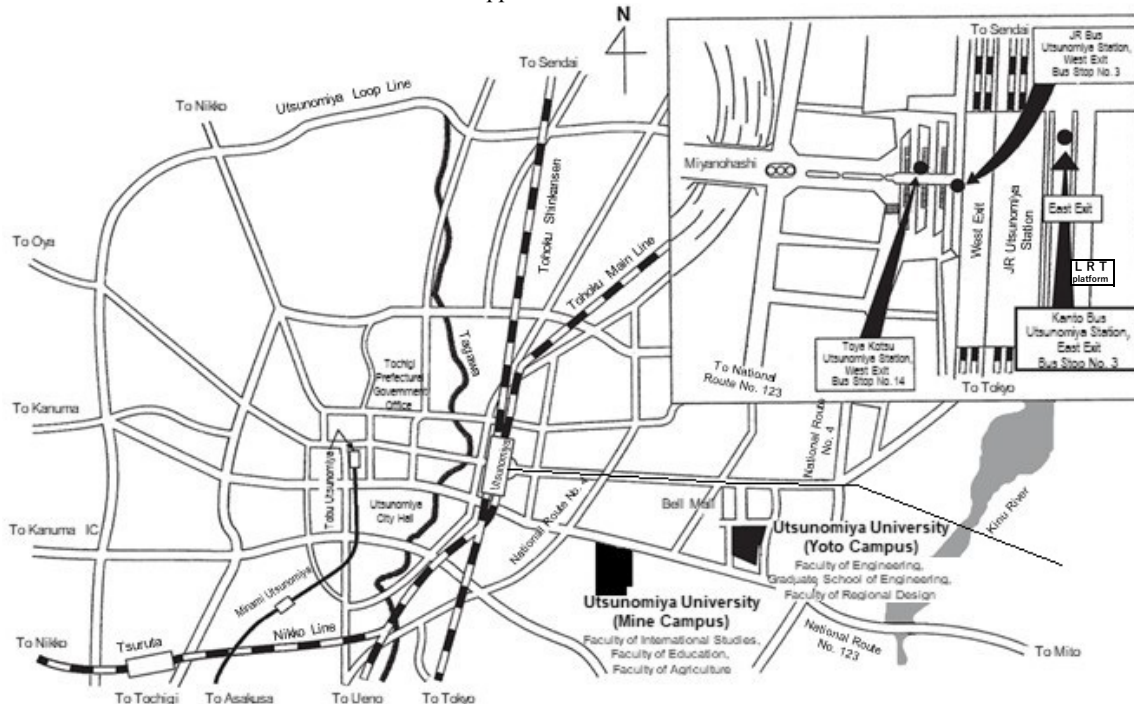 N
To Sendai
To Nikko
Utsunomiya Loop Line
Tohoku Shinkansen
Tohoku Main Line
To Oya
Tagawa
Tochigi
Prefectural
Government
Office
To Kanuma
Tobu Utsunomiya
Utsunomiya
Utsunomiya
City Hall
National Route No. 4
National Route
No. 4
Bell Mall
Kinu River
To Kanuma IC
Utsunomiya University
(Yoto Campus)
Faculty of Engineering,
Graduate School of Engineering,
Faculty of Regional Design
Utsunomiya University
(Mine Campus)
Faculty of International Studies,
Faculty of Education,
Faculty of Agriculture
Minami Utsunomiya
To Nikko
Tsuruta
Nikko Line
National Route
No. 123
To Mito
To Tochigi
To Asakusa
To Ueno
To Tokyo
To Sendai
JR Bus
Utsunomiya Station,
West Exit
Bus Stop No. 3
Miyanohashi
West Exit
JR Utsunomiya
Station
East Exit
LRT
platform
Kanto Bus
Utsunomiya Station,
East Exit
Bus Stop No. 3
Toya Kotsu
Utsunomiya Station,
West Exit
Bus Stop No. 14
To National
Route No. 123
To Tokyo